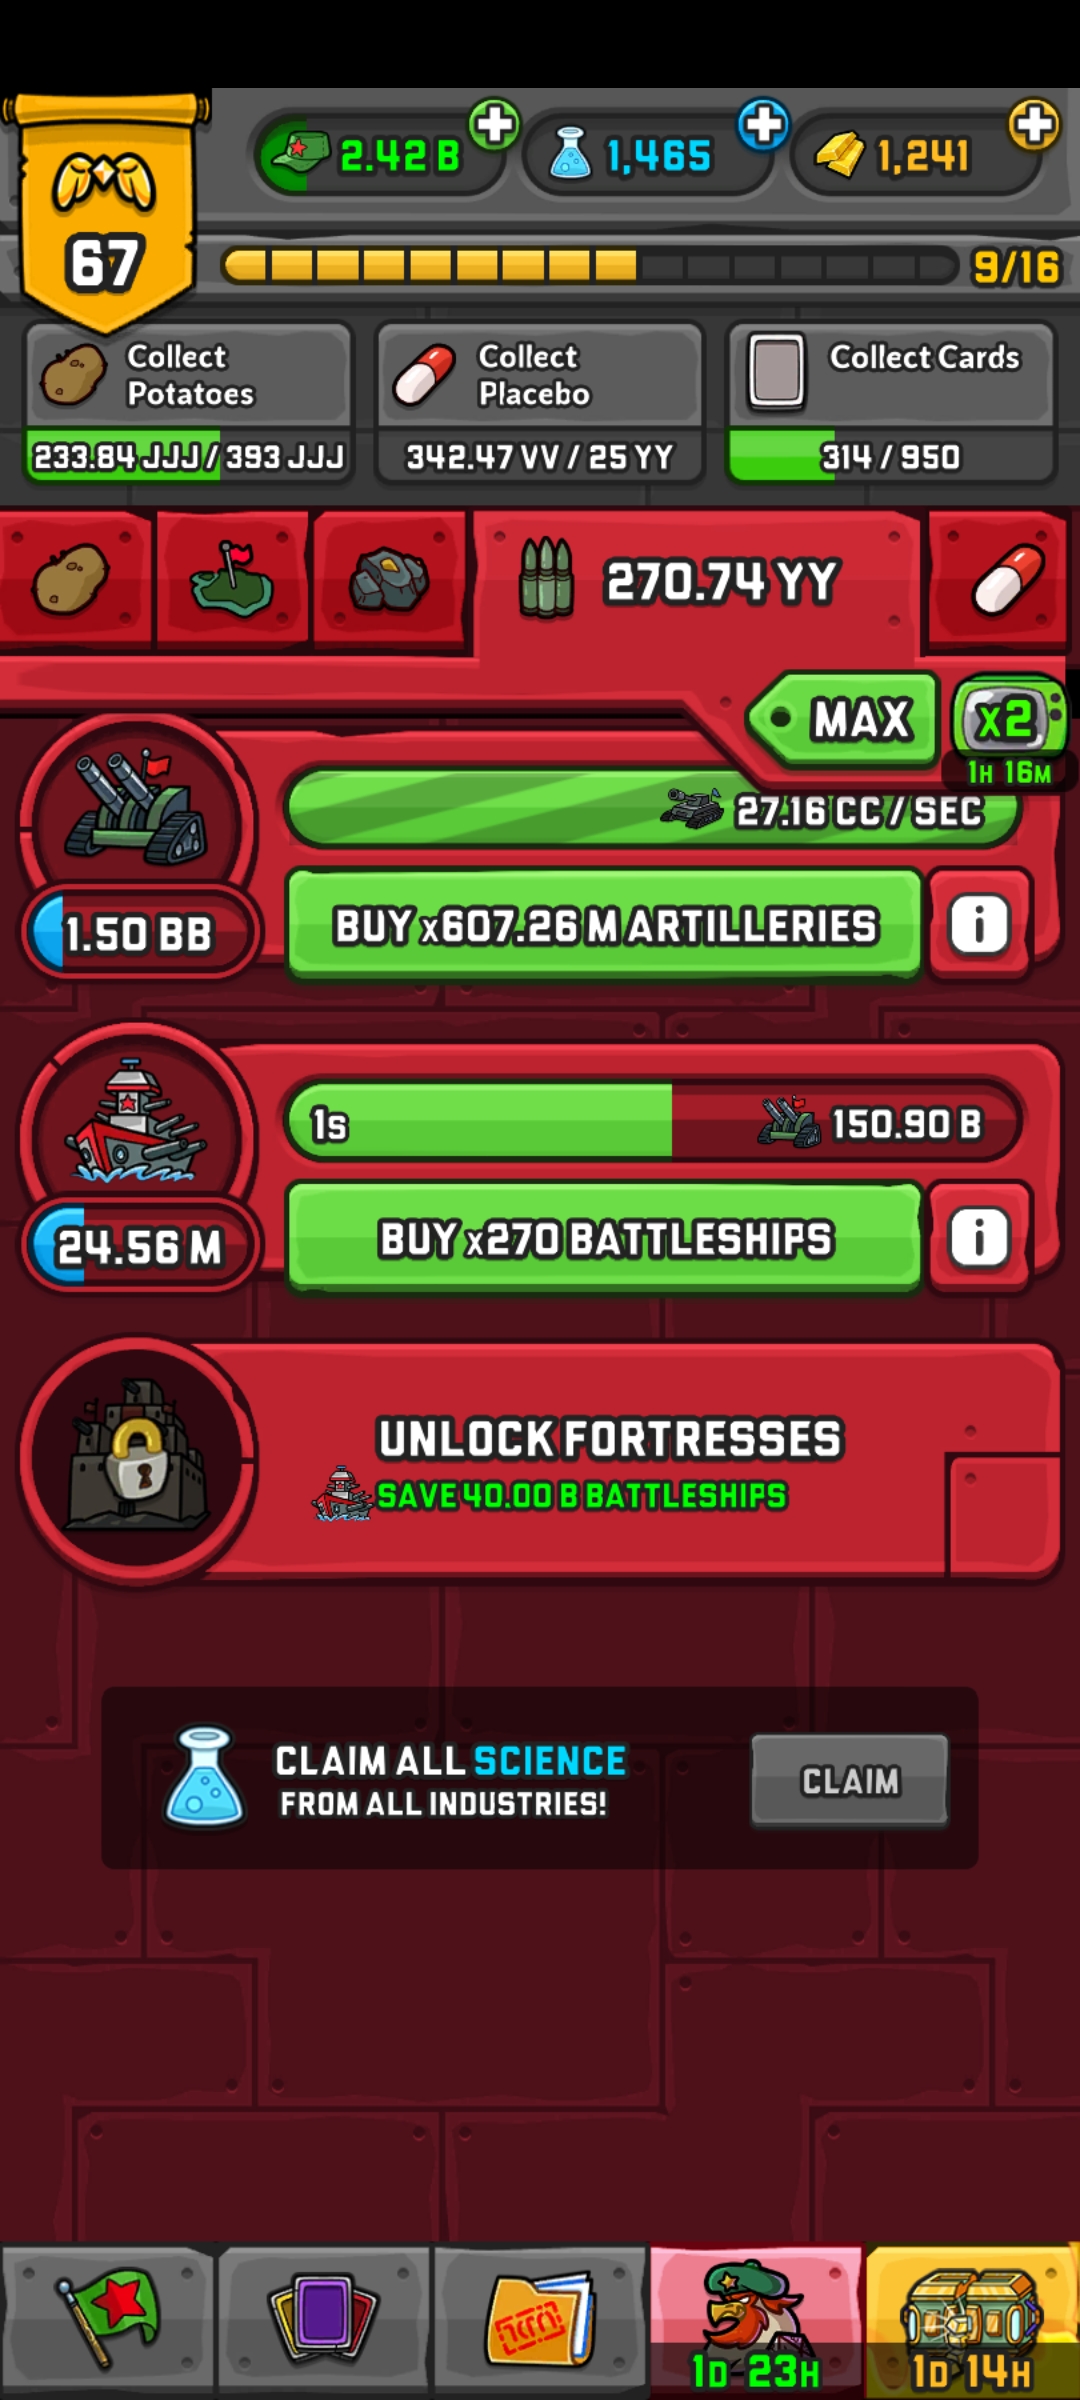 67
2.42 B
1,465
1,241
9/16
Collect
Potatoes
233.84 JJJ / 393 JJJ
Collect
Placebo
342.47 VV / 25 YY
Collect Cards
314 / 950
270.74 YY
MAX
x2
1H 16M
27.16 CC / SEC
1.50 BB
BUY x607.26 M ARTILLERIES
i
1s
150.90 B
24.56 M
BUY x270 BATTLESHIPS
i
UNLOCK FORTRESSES
SAVE 40.00 B BATTLESHIPS
CLAIM ALL SCIENCE
FROM ALL INDUSTRIES!
CLAIM
1D 23H
1D 14H